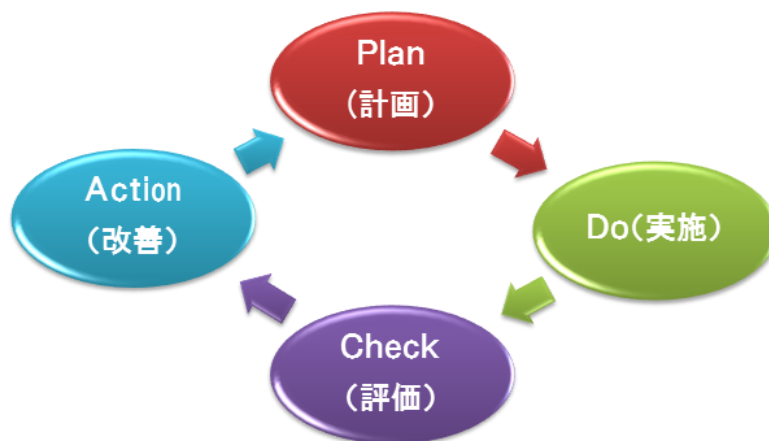 Plan
（計画）
Do（実施）
Check
（評価）
Action
（改善）